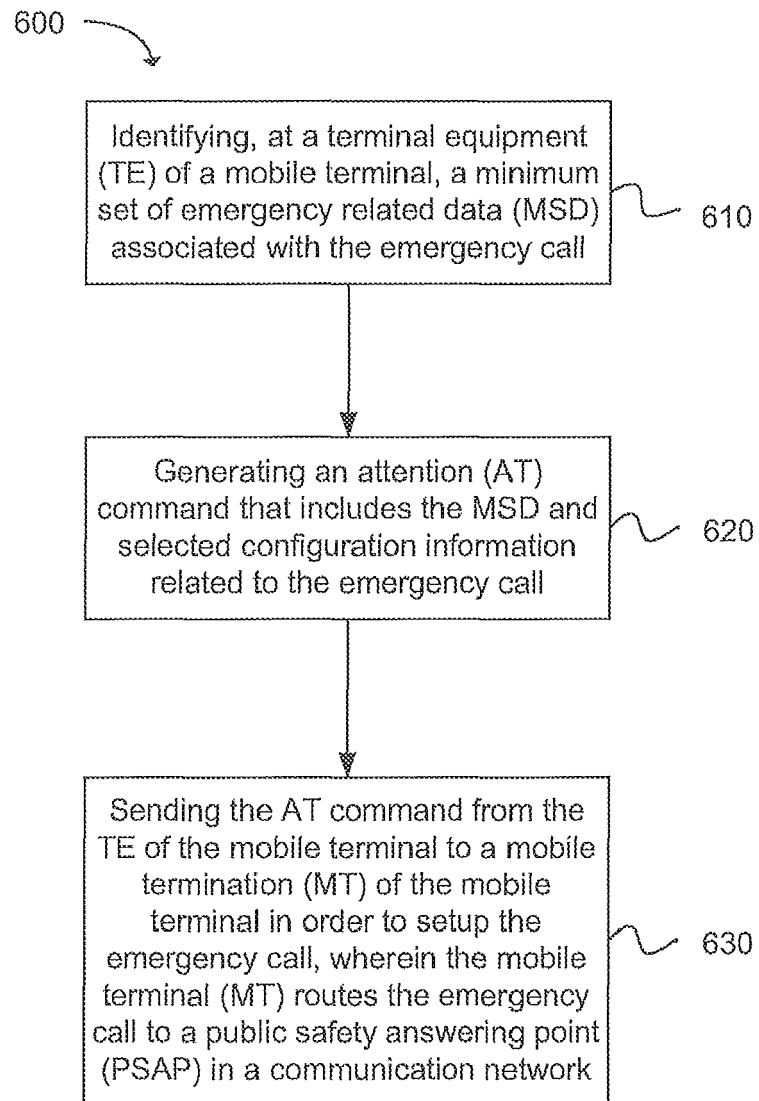 600
Identifying, at a terminal equipment
(TE) of a mobile terminal, a minimum
set of emergency related data (MSD)
associated with the emergency call
610
Generating an attention (AT)
command that includes the MSD and
selected configuration information
related to the emergency call
620
Sending the AT command from the
TE of the mobile terminal to a mobile
termination (MT) of the mobile
terminal in order to setup the
emergency call, wherein the mobile
terminal (MT) routes the emergency
call to a public safety answering point
(PSAP) in a communication network
630